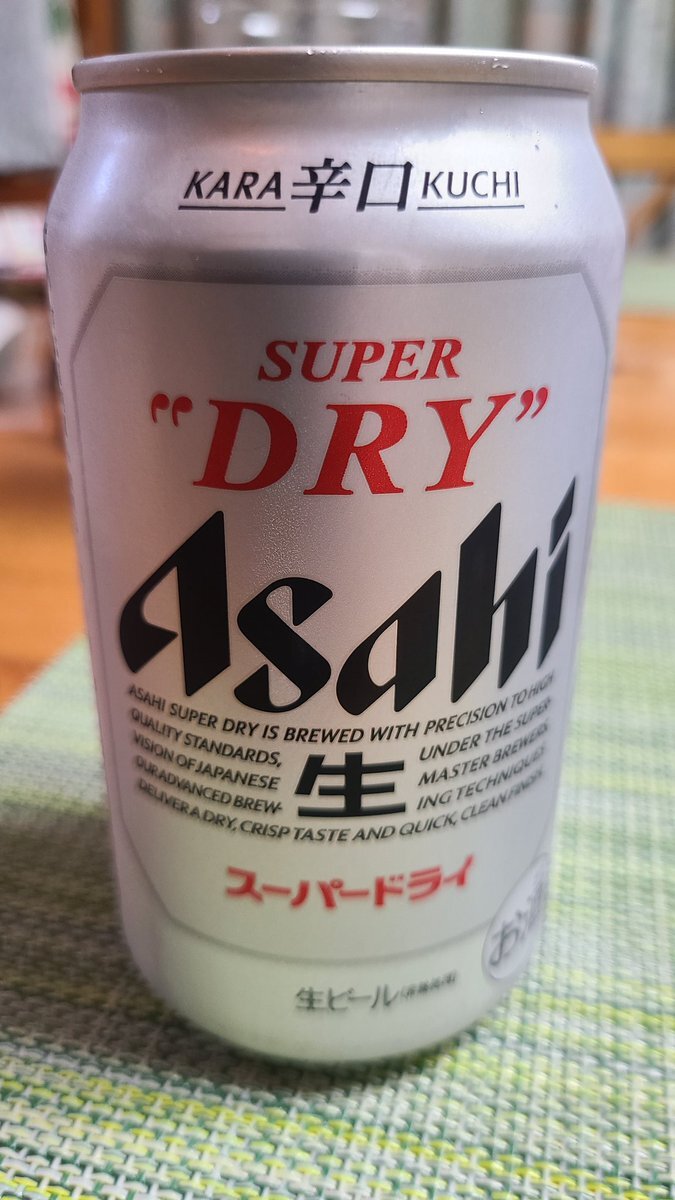 KARA 辛口 KUCHI
SUPER
"DRY"
Asahi
ASAHI SUPER DRY IS BREWED WITH PRECISION TO HIGH
QUALITY STANDARDS, UNDER THE SUPER-
VISION OF JAPANESE MASTER BREWERS.
OUR ADVANCED BREW- 生 ING TECHNIQUES
DELIVER A DRY, CRISP TASTE AND QUICK, CLEAN FINISH.
スーパードライ
お酒
生ビール